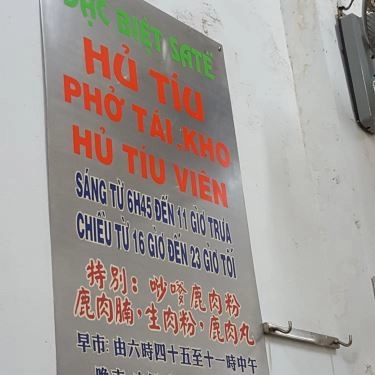 ĐẶC BIỆT SATẾ
HỦ TÍU
PHỞ TÁI, KHO
HỦ TÍU VIÊN
SÁNG TỪ 6H45 ĐẾN 11 GIỜ TRƯA
CHIỀU TỪ 16 GIỜ ĐẾN 23 GIỜ TỐI
特別：吵嗲鹿肉粉
鹿肉腩·生肉粉·鹿肉丸
早市：由六時四十五至十一時中午